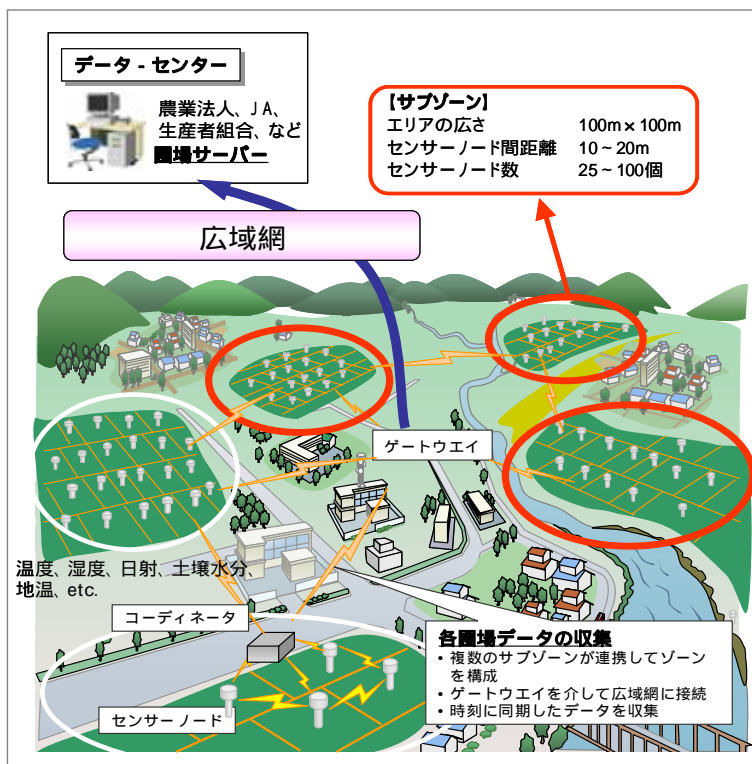 データ - センター
農業法人、JA、
生産者組合、など
圃場サーバー
【サブゾーン】
エリアの広さ 100m×100m
センサーノード間距離 10~20m
センサーノード数 25~100個
広域網
ゲートウエイ
温度、湿度、日射、土壌水分、
地温、etc.
コーディネータ
センサーノード
各圃場データの収集
・複数のサブゾーンが連携してゾーン
を構成
・ゲートウエイを介して広域網に接続
・時刻に同期したデータを収集